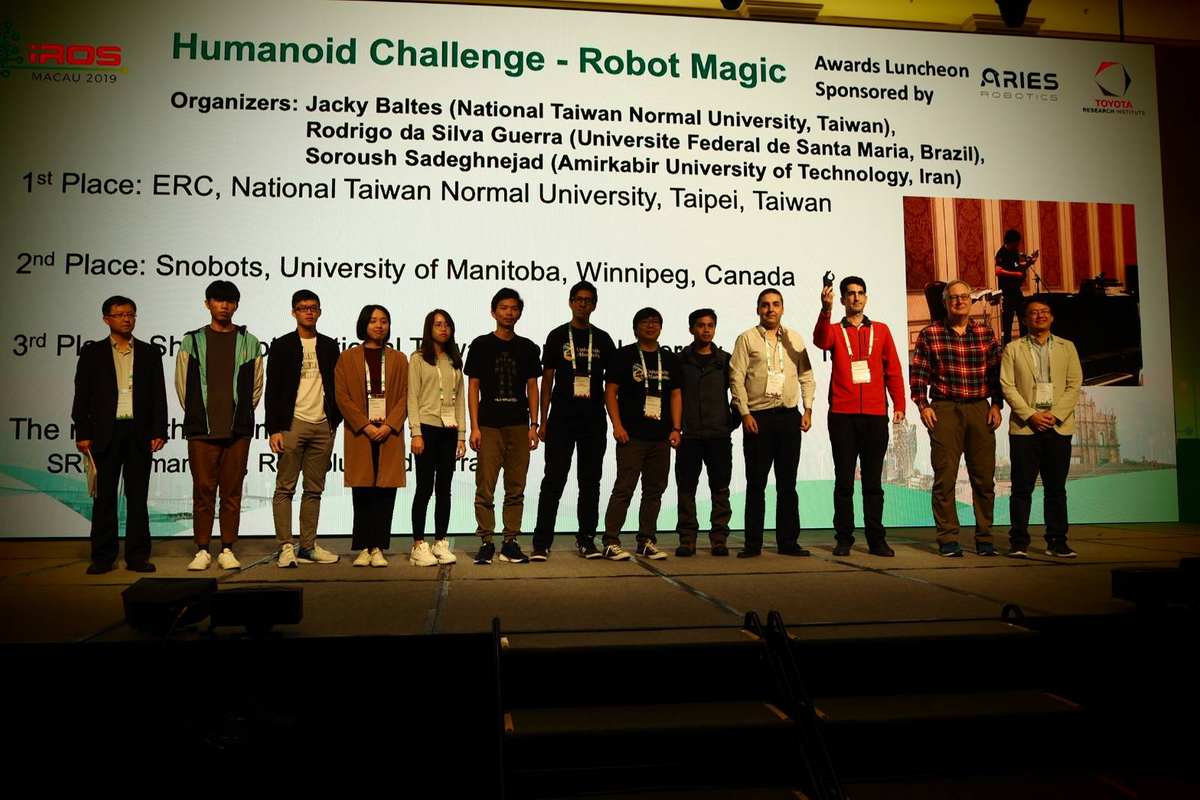 iROS
MACAU 2019
Humanoid Challenge - Robot Magic
Awards Luncheon
Sponsored by
ARIES
ROBOTICS
TOYOTA
RESEARCH INSTITUTE
Organizers: Jacky Baltes (National Taiwan Normal University, Taiwan),
Rodrigo da Silva Guerra (Universite Federal de Santa Maria, Brazil),
Soroush Sadeghnejad (Amirkabir University of Technology, Iran)
1st Place: ERC, National Taiwan Normal University, Taipei, Taiwan
2nd Place: Snobots, University of Manitoba, Winnipeg, Canada
3rd
The